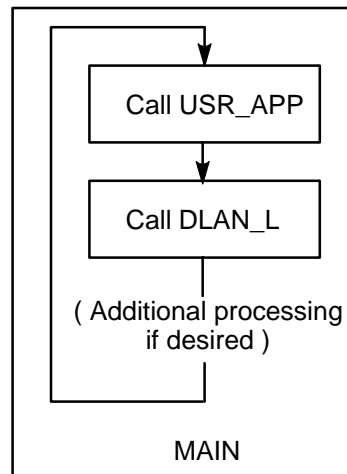 Call USR_APP
Call DLAN_L
( Additional processing
if desired )
MAIN